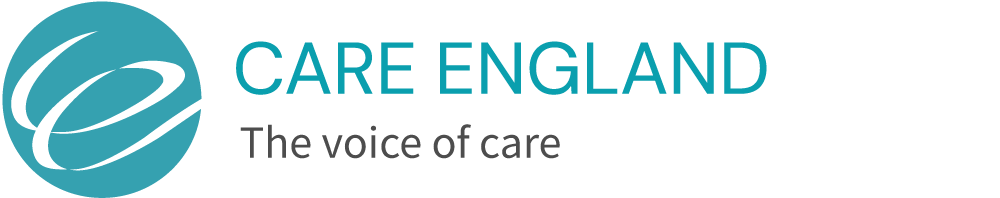 CARE ENGLAND
The voice of care